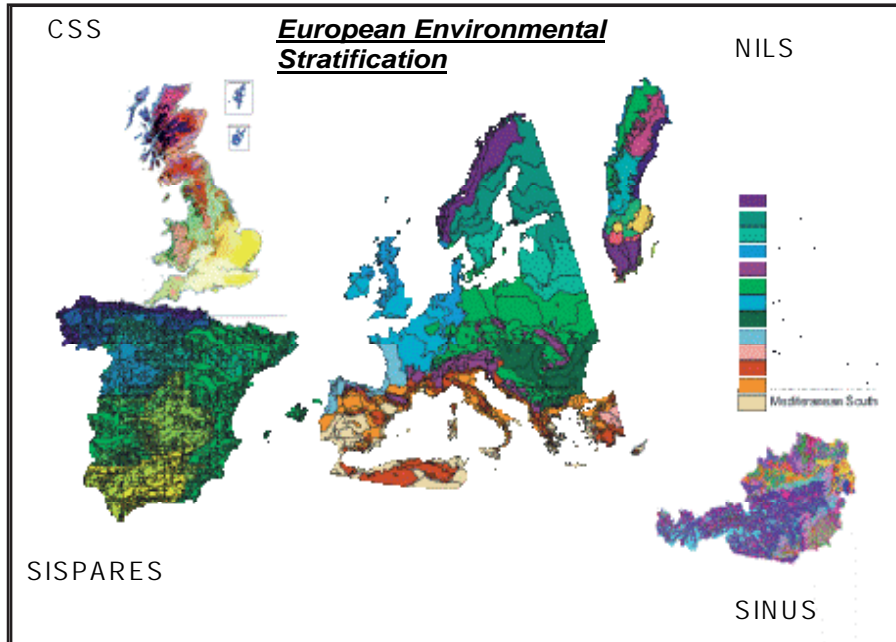 CSS
European Environmental
Stratification
NILS
Mediterranean South
SISPARES
SINUS